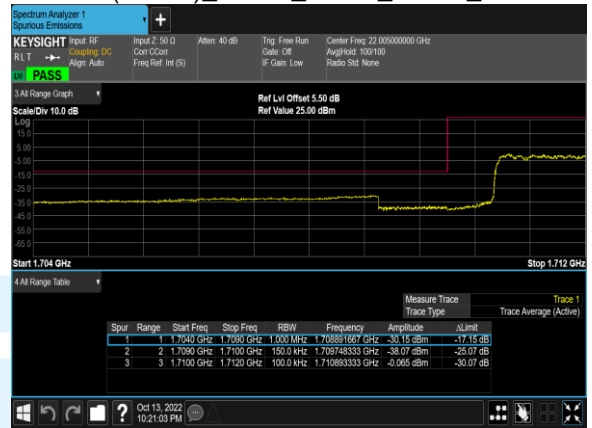 Spectrum Analyzer 1
Spurious Emissions
KEYSIGHT Input: RF Input Z: 50 Ω Atten: 40 dB Trig: Free Run Center Freq: 22.005000000 GHz
RLT Coupling: DC Corr CCorr Gate: Off Avg|Hold: 100/100
Align: Auto Freq Ref: Int (S) IF Gain: Low Radio Std: None
PASS
3 All Range Graph
Ref Lvl Offset 5.50 dB
Scale/Div 10.0 dB Ref Value 25.00 dBm
Log
15.0
5.00
-5.00
-15.0
-25.0
-35.0
-45.0
-55.0
-65.0
Start 1.704 GHz Stop 1.712 GHz
4 All Range Table
Measure Trace Trace 1
Trace Type Trace Average (Active)
Spur Range Start Freq Stop Freq RBW Frequency Amplitude ΔLimit
1 1 1.7040 GHz 1.7090 GHz 1.000 MHz 1.708891667 GHz -30.15 dBm -17.15 dB
2 2 1.7090 GHz 1.7100 GHz 150.0 kHz 1.709748333 GHz -38.07 dBm -25.07 dB
3 3 1.7100 GHz 1.7120 GHz 100.0 kHz 1.710893333 GHz -0.065 dBm -30.07 dB
Oct 13, 2022
10:21:03 PM